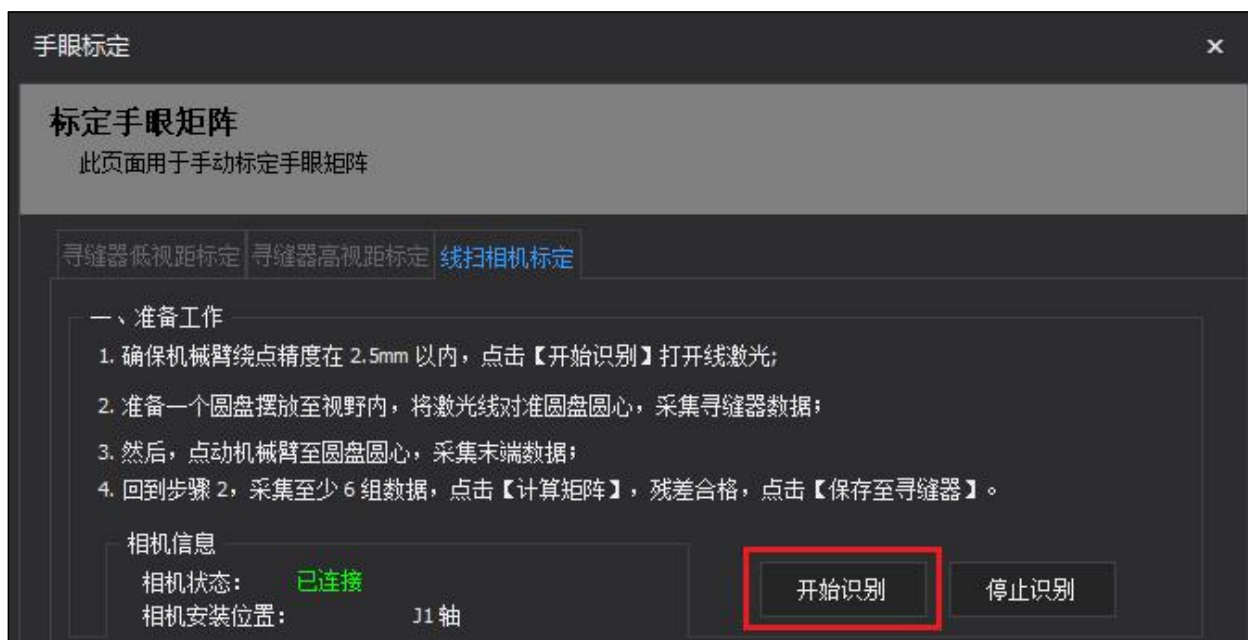 手眼标定
×
标定手眼矩阵
此页面用于手动标定手眼矩阵
寻缝器低视距标定 寻缝器高视距标定 线扫相机标定
一、准备工作
1. 确保机械臂绕点精度在 2.5mm 以内，点击【开始识别】打开线激光;
2. 准备一个圆盘摆放至视野内，将激光线对准圆盘圆心，采集寻缝器数据；
3. 然后，点动机械臂至圆盘圆心，采集末端数据；
4. 回到步骤 2，采集至少 6 组数据，点击【计算矩阵】，残差合格，点击【保存至寻缝器】。
相机信息
相机状态： 已连接
相机安装位置： J1 轴
开始识别 停止识别